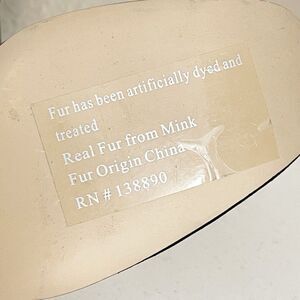 Fur has been artificially dyed and
treated
Real Fur from Mink
Fur Origin China
RN # 138890